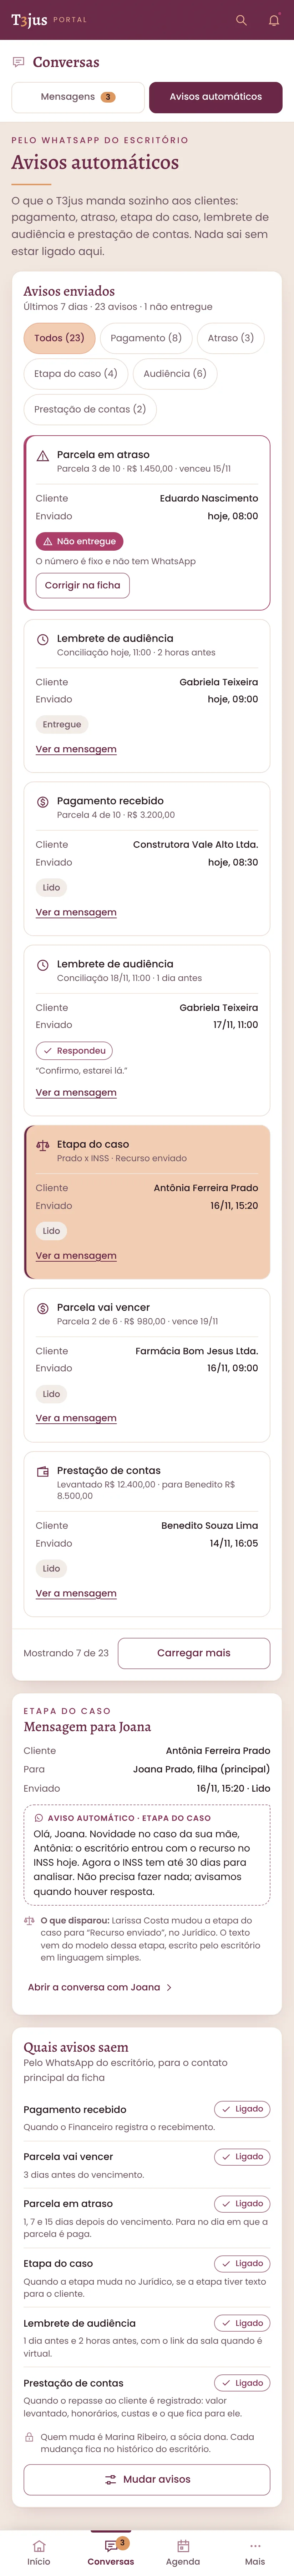 T3jus PORTAL
Conversas
Mensagens 3
Avisos automáticos
PELO WHATSAPP DO ESCRITÓRIO
Avisos automáticos
O que o T3jus manda sozinho aos clientes:
pagamento, atraso, etapa do caso, lembrete de
audiência e prestação de contas. Nada sai sem
estar ligado aqui.
Avisos enviados
Últimos 7 dias · 23 avisos · 1 não entregue
Todos (23)
Pagamento (8)
Atraso (3)
Etapa do caso (4)
Audiência (6)
Prestação de contas (2)
Parcela em atraso
Parcela 3 de 10 · R$ 1.450,00 · venceu 15/11
Cliente Eduardo Nascimento
Enviado hoje, 08:00
Não entregue
O número é fixo e não tem WhatsApp
Corrigir na ficha
Lembrete de audiência
Conciliação hoje, 11:00 · 2 horas antes
Cliente Gabriela Teixeira
Enviado hoje, 09:00
Entregue
Ver a mensagem
Pagamento recebido
Parcela 4 de 10 · R$ 3.200,00
Cliente Construtora Vale Alto Ltda.
Enviado hoje, 08:30
Lido
Ver a mensagem
Lembrete de audiência
Conciliação 18/11, 11:00 · 1 dia antes
Cliente Gabriela Teixeira
Enviado 17/11, 11:00
Respondeu
“Confirmo, estarei lá.”
Ver a mensagem
Etapa do caso
Prado x INSS · Recurso enviado
Cliente Antônia Ferreira Prado
Enviado 16/11, 15:20
Lido
Ver a mensagem
Parcela vai vencer
Parcela 2 de 6 · R$ 980,00 · vence 19/11
Cliente Farmácia Bom Jesus Ltda.
Enviado 16/11, 09:00
Lido
Ver a mensagem
Prestação de contas
Levantado R$ 12.400,00 · para Benedito R$
8.500,00
Cliente Benedito Souza Lima
Enviado 14/11, 16:05
Lido
Ver a mensagem
Mostrando 7 de 23
Carregar mais
ETAPA DO CASO
Mensagem para Joana
Cliente Antônia Ferreira Prado
Para Joana Prado, filha (principal)
Enviado 16/11, 15:20 · Lido
AVISO AUTOMÁTICO · ETAPA DO CASO
Olá, Joana. Novidade no caso da sua mãe,
Antônia: o escritório entrou com o recurso no
INSS hoje. Agora o INSS tem até 30 dias para
analisar. Não precisa fazer nada; avisamos
quando houver resposta.
O que disparou: Larissa Costa mudou a etapa do
caso para “Recurso enviado”, no Jurídico. O texto
vem do modelo dessa etapa, escrito pelo escritório
em linguagem simples.
Abrir a conversa com Joana
Quais avisos saem
Pelo WhatsApp do escritório, para o contato
principal da ficha
Pagamento recebido Ligado
Quando o Financeiro registra o recebimento.
Parcela vai vencer Ligado
3 dias antes do vencimento.
Parcela em atraso Ligado
1, 7 e 15 dias depois do vencimento. Para no dia em que a
parcela é paga.
Etapa do caso Ligado
Quando a etapa muda no Jurídico, se a etapa tiver texto
para o cliente.
Lembrete de audiência Ligado
1 dia antes e 2 horas antes, com o link da sala quando é
virtual.
Prestação de contas Ligado
Quando o repasse ao cliente é registrado: valor
levantado, honorários, custas e o que fica para ele.
Quem muda é Marina Ribeiro, a sócia dona. Cada
mudança fica no histórico do escritório.
Mudar avisos
3
Início
Conversas
Agenda
Mais